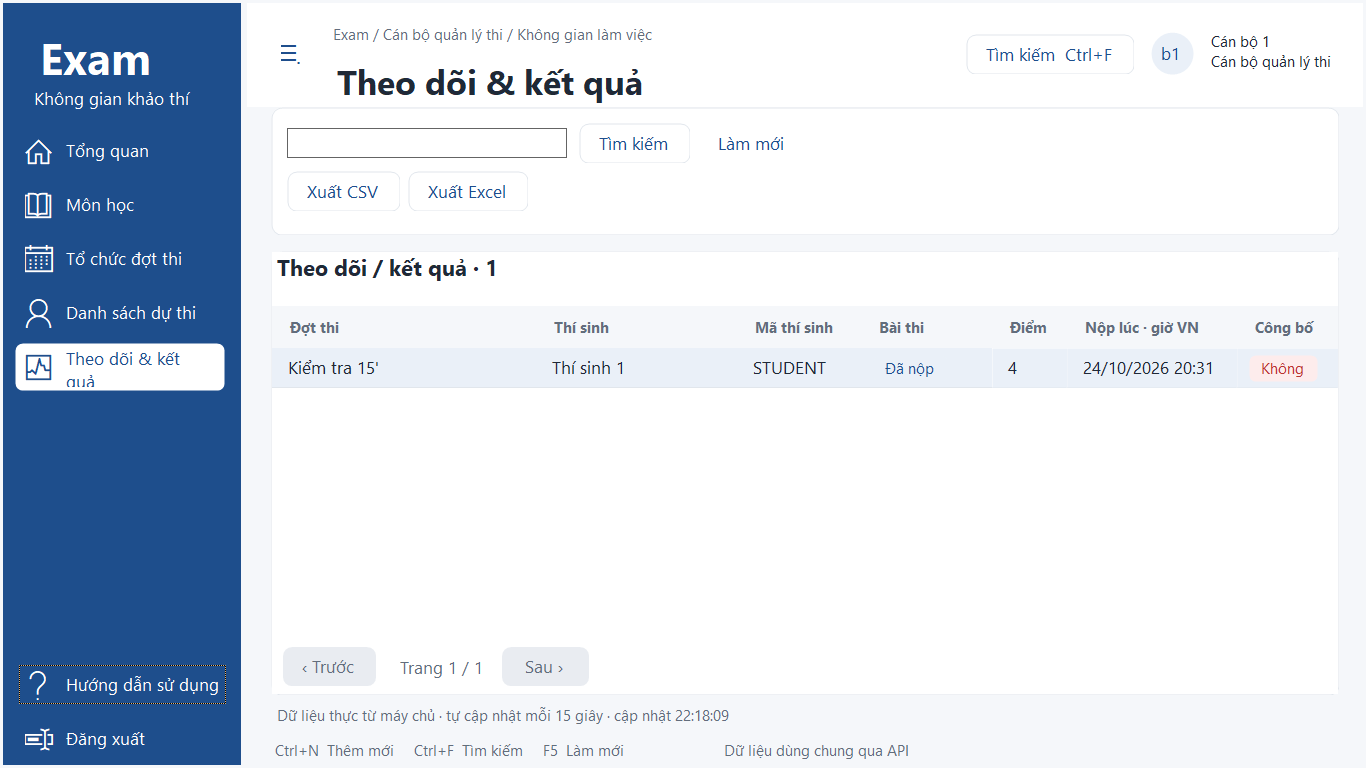 Exam
Không gian khảo thí
Tổng quan
Môn học
Tổ chức đợt thi
Danh sách dự thi
Theo dõi & kết
quả
Hướng dẫn sử dụng
Đăng xuất
Exam / Cán bộ quản lý thi / Không gian làm việc
Theo dõi & kết quả
Tìm kiếm Ctrl+F
b1
Cán bộ 1
Cán bộ quản lý thi
Tìm kiếm
Làm mới
Xuất CSV
Xuất Excel
Theo dõi / kết quả · 1
Đợt thi Thí sinh Mã thí sinh Bài thi Điểm Nộp lúc · giờ VN Công bố
Kiểm tra 15' Thí sinh 1 STUDENT Đã nộp 4 24/10/2026 20:31 Không
‹ Trước Trang 1 / 1 Sau ›
Dữ liệu thực từ máy chủ · tự cập nhật mỗi 15 giây · cập nhật 22:18:09
Ctrl+N Thêm mới Ctrl+F Tìm kiếm F5 Làm mới Dữ liệu dùng chung qua API